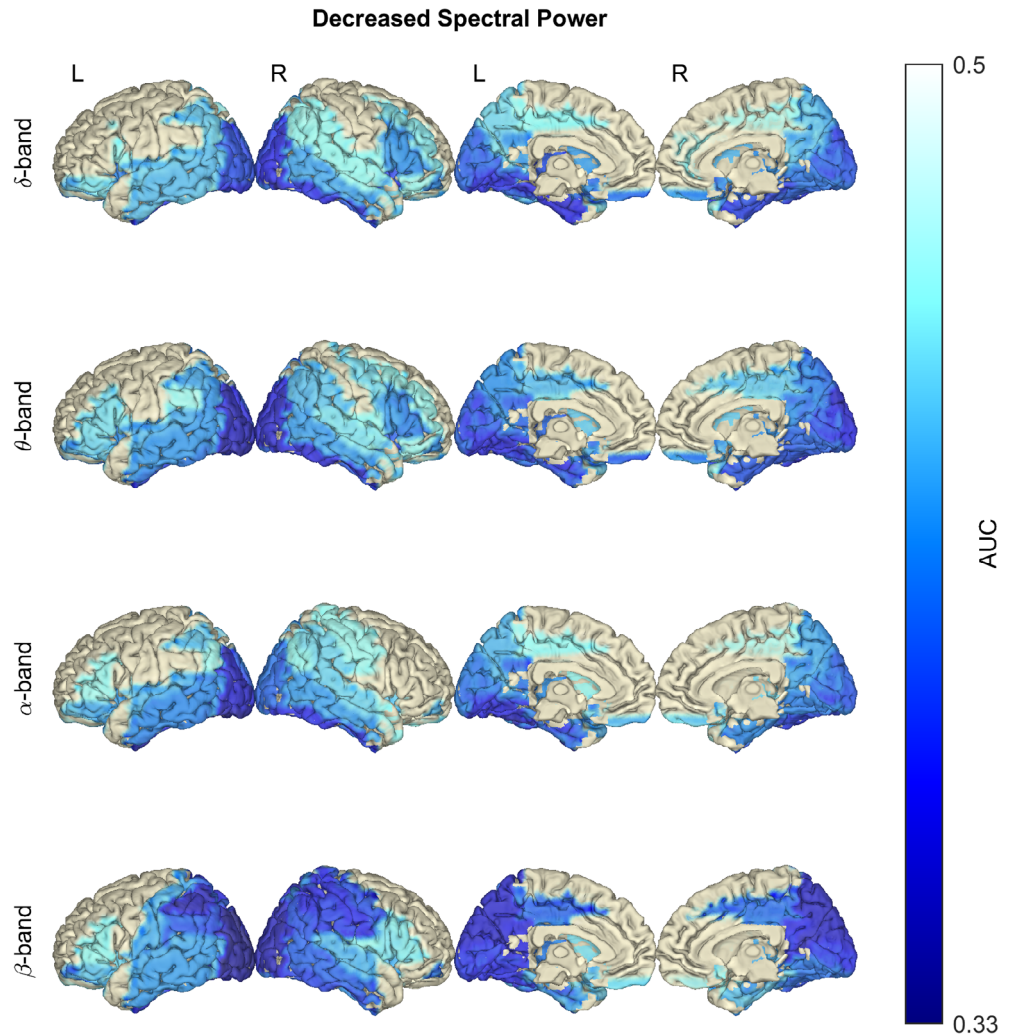 Decreased Spectral Power
L R L R
0.5
δ-band
θ-band
AUC
α-band
β-band
0.33